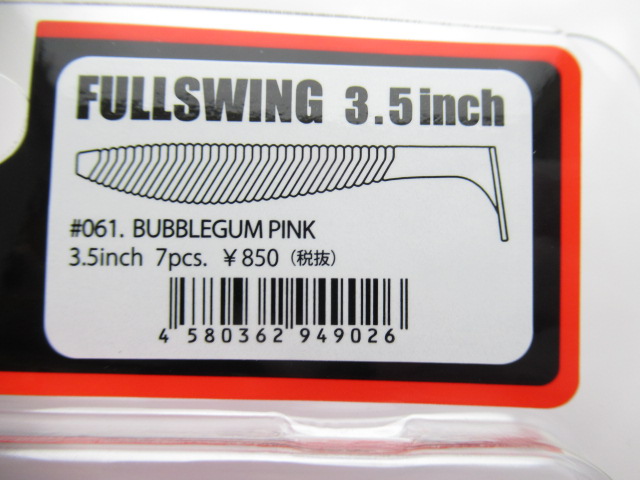 FULLSWING 3.5inch
#061. BUBBLEGUM PINK
3.5inch 7pcs. ￥850（税抜）
4 580362 949026